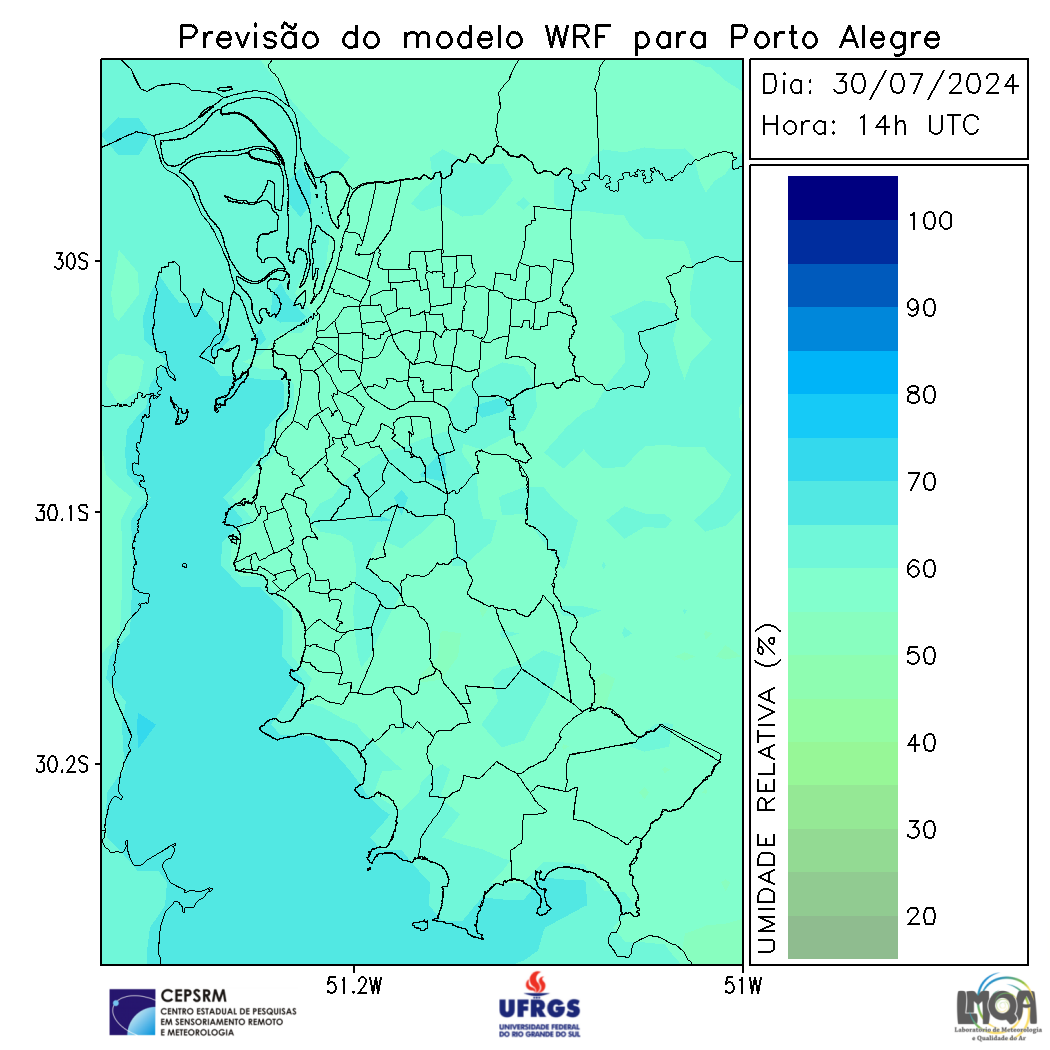 Previsão do modelo WRF para Porto Alegre
Dia: 30/07/2024
Hora: 14h UTC
30S
30.1S
30.2S
51.2W
51W
100
90
80
70
60
50
40
30
20
UMIDADE RELATIVA (%)
CEPSRM
CENTRO ESTADUAL DE PESQUISAS
EM SENSORIAMENTO REMOTO
E METEOROLOGIA
UFRGS
UNIVERSIDADE FEDERAL
DO RIO GRANDE DO SUL
LMQA
Laboratório de Meteorologia
e Qualidade do Ar